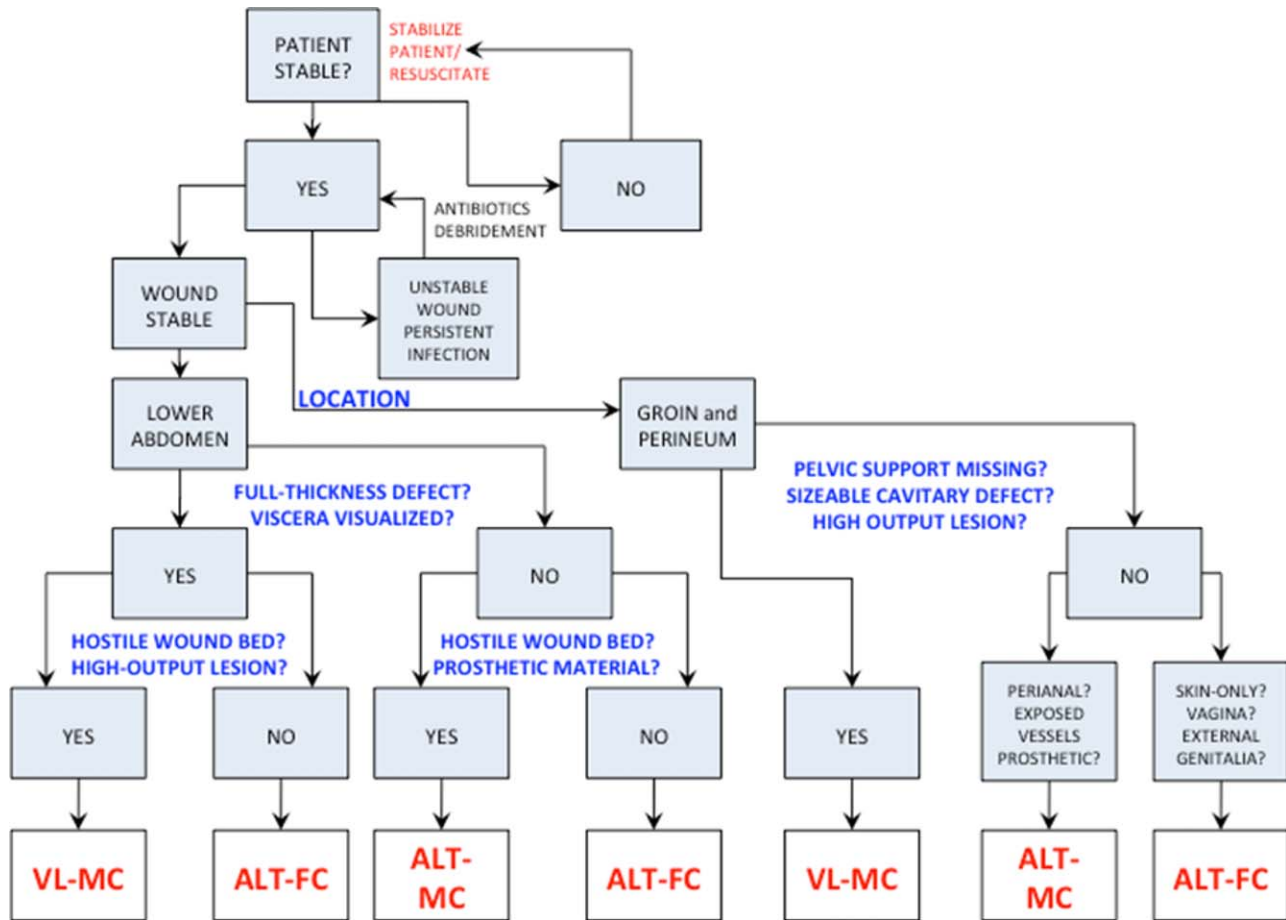 PATIENT
STABLE?
STABILIZE
PATIENT/
RESUSCITATE
YES
NO
ANTIBIOTICS
DEBRIDEMENT
WOUND
STABLE
UNSTABLE
WOUND
PERSISTENT
INFECTION
LOCATION
LOWER
ABDOMEN
GROIN and
PERINEUM
FULL-THICKNESS DEFECT?
VISCERA VISUALIZED?
PELVIC SUPPORT MISSING?
SIZEABLE CAVITARY DEFECT?
HIGH OUTPUT LESION?
YES
NO
NO
HOSTILE WOUND BED?
HIGH-OUTPUT LESION?
HOSTILE WOUND BED?
PROSTHETIC MATERIAL?
YES
NO
YES
NO
YES
PERIANAL?
EXPOSED
VESSELS
PROSTHETIC?
SKIN-ONLY?
VAGINA?
EXTERNAL
GENITALIA?
VL-MC
ALT-FC
ALT-
MC
ALT-FC
VL-MC
ALT-
MC
ALT-FC